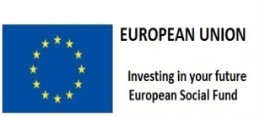 EUROPEAN UNION
Investing in your future
European Social Fund